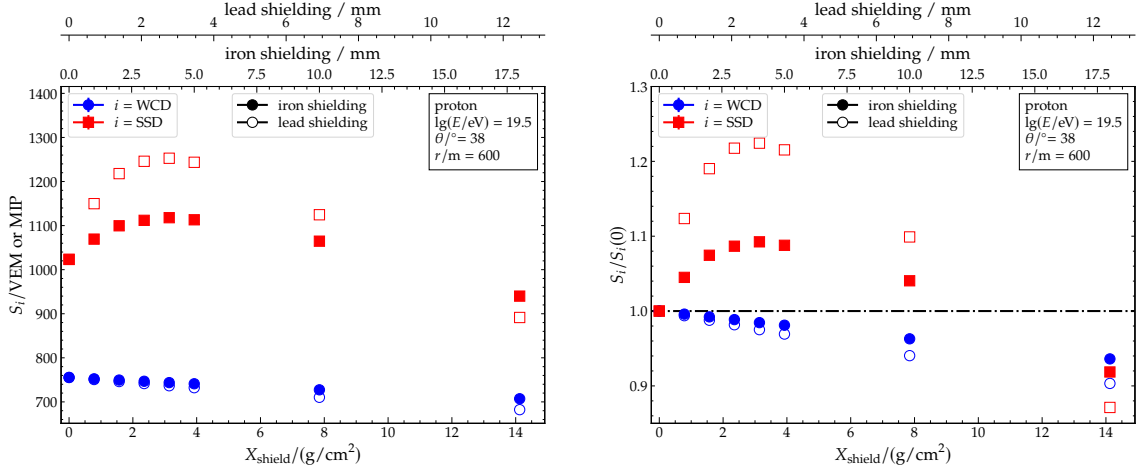 lead shielding / mm
0 2 4 6 8 10 12
iron shielding / mm
0.0 2.5 5.0 7.5 10.0 12.5 15.0 17.5
1400
1300
1200
1100
1000
900
800
700
S_i/VEM or MIP
i = WCD
i = SSD
iron shielding
lead shielding
proton
lg(E/eV) = 19.5
θ/°= 38
r/m = 600
0 2 4 6 8 10 12 14
X_shield/(g/cm²)
lead shielding / mm
0 2 4 6 8 10 12
iron shielding / mm
0.0 2.5 5.0 7.5 10.0 12.5 15.0 17.5
1.3
1.2
1.1
1.0
0.9
S_i/S_i(0)
i = WCD
i = SSD
iron shielding
lead shielding
proton
lg(E/eV) = 19.5
θ/°= 38
r/m = 600
0 2 4 6 8 10 12 14
X_shield/(g/cm²)